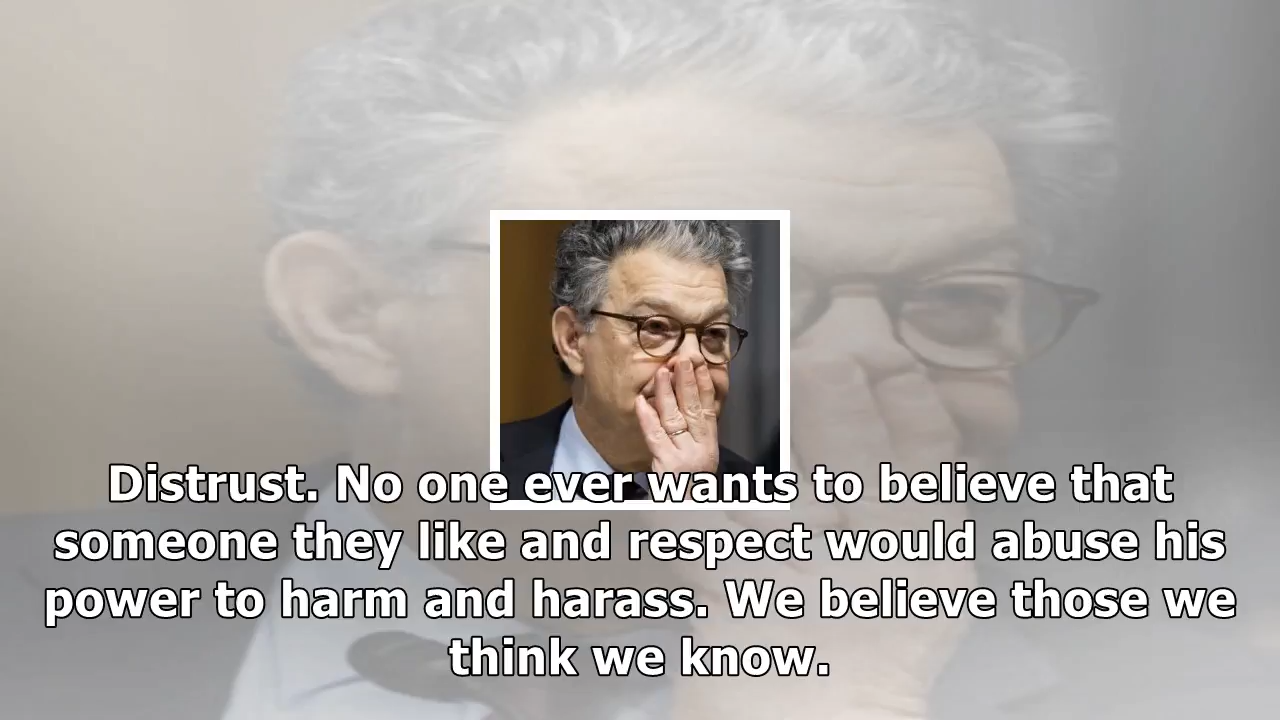 Distrust. No one ever wants to believe that
someone they like and respect would abuse his
power to harm and harass. We believe those we
think we know.